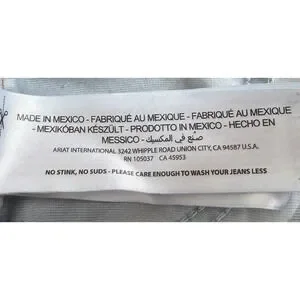 MADE IN MEXICO - FABRIQUÉ AU MEXIQUE - FABRIQUÉ AU MEXIQUE
- MEXIKÓBAN KÉSZÜLT - PRODOTTO IN MEXICO - HECHO EN
MESSICO - صنع في المكسيك
ARIAT INTERNATIONAL 3242 WHIPPLE ROAD UNION CITY, CA 94587 U.S.A.
RN 105037 CA 45953
NO STINK, NO SUDS - PLEASE CARE ENOUGH TO WASH YOUR JEANS LESS